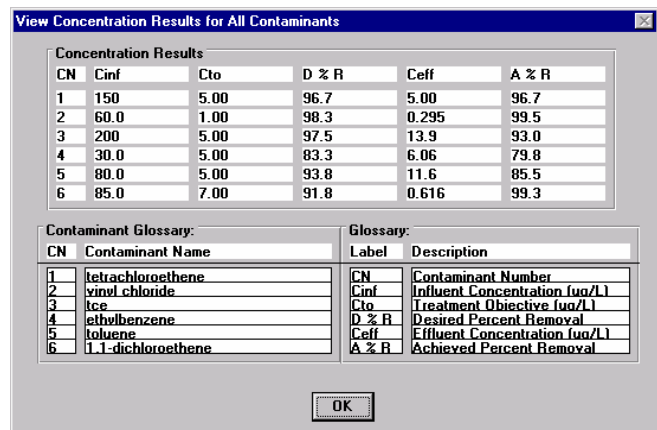 View Concentration Results for All Contaminants
Concentration Results
CN Cinf Cto D % R Ceff A % R
1 150 5.00 96.7 5.00 96.7
2 60.0 1.00 98.3 0.295 99.5
3 200 5.00 97.5 13.9 93.0
4 30.0 5.00 83.3 6.06 79.8
5 80.0 5.00 93.8 11.6 85.5
6 85.0 7.00 91.8 0.616 99.3
Contaminant Glossary:
CN Contaminant Name
1 tetrachloroethene
2 vinyl chloride
3 tce
4 ethylbenzene
5 toluene
6 1,1-dichloroethene
Glossary:
Label Description
CN Contaminant Number
Cinf Influent Concentration (ug/L)
Cto Treatment Objective (ug/L)
D % R Desired Percent Removal
Ceff Effluent Concentration (ug/L)
A % R Achieved Percent Removal
OK